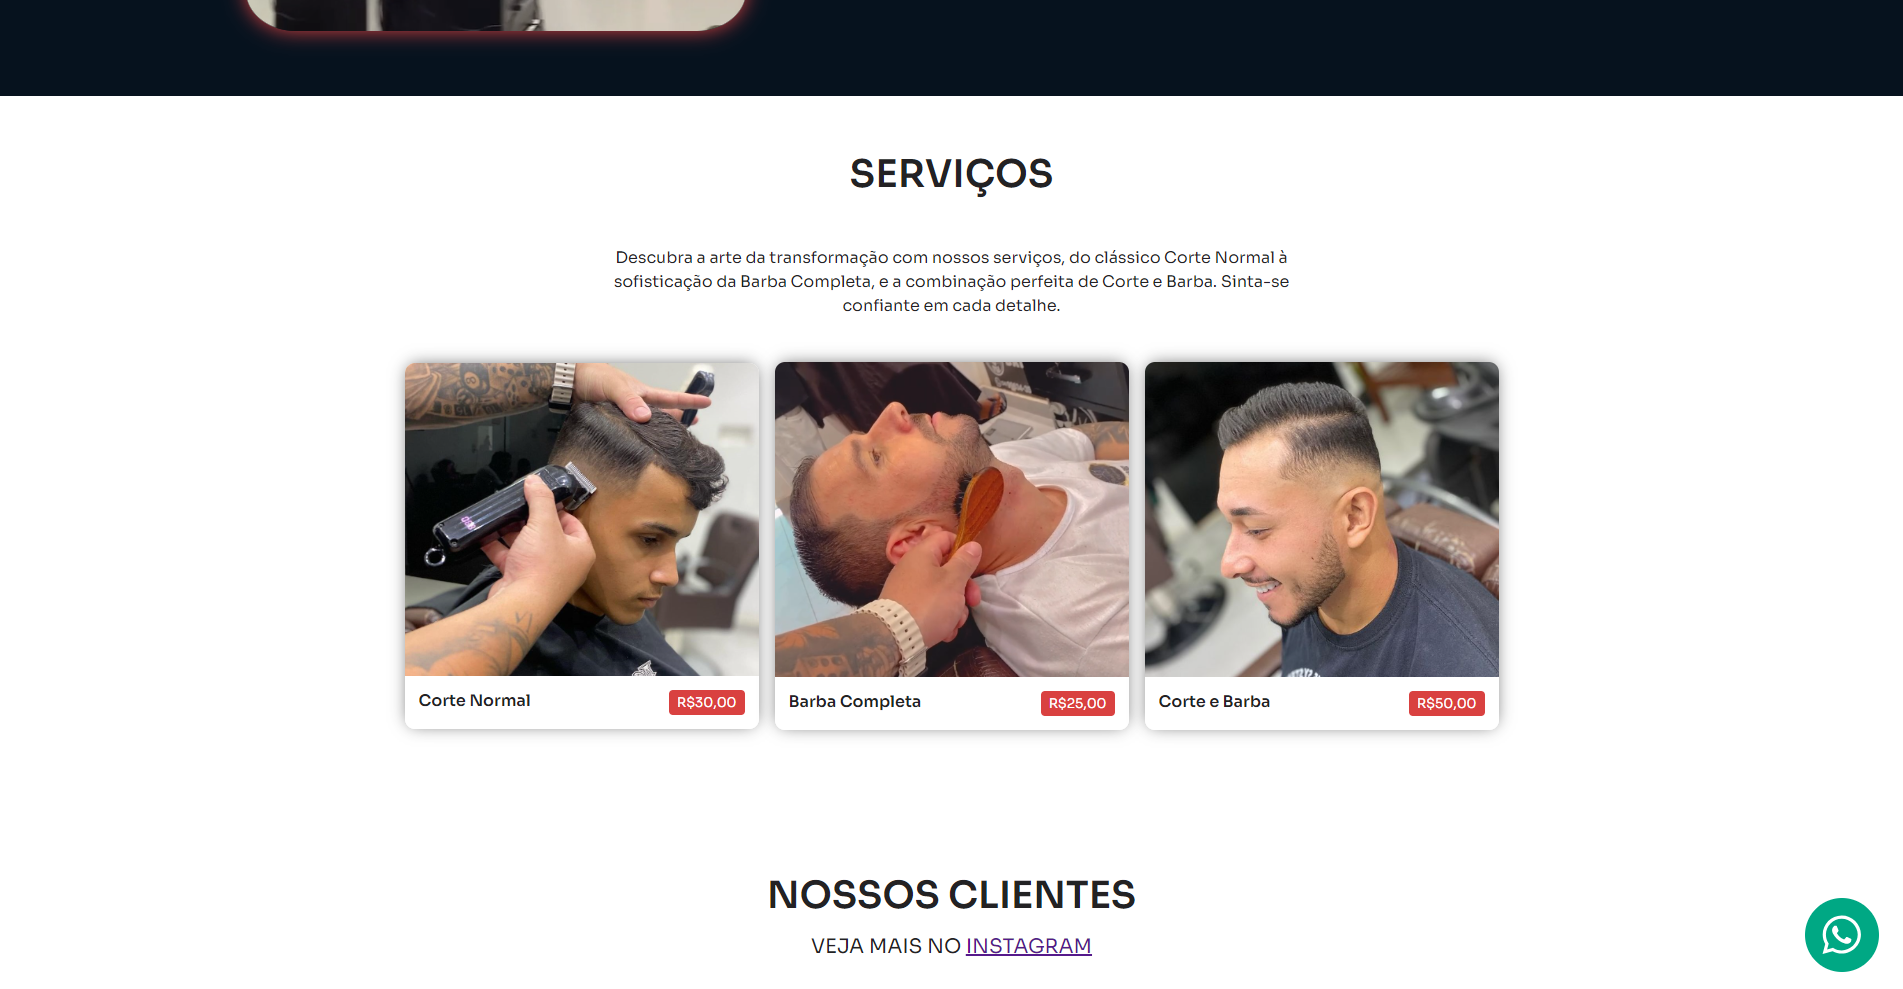 SERVIÇOS
Descubra a arte da transformação com nossos serviços, do clássico Corte Normal à
sofisticação da Barba Completa, e a combinação perfeita de Corte e Barba. Sinta-se
confiante em cada detalhe.
Corte Normal
R$30,00
Barba Completa
R$25,00
Corte e Barba
R$50,00
NOSSOS CLIENTES
VEJA MAIS NO INSTAGRAM